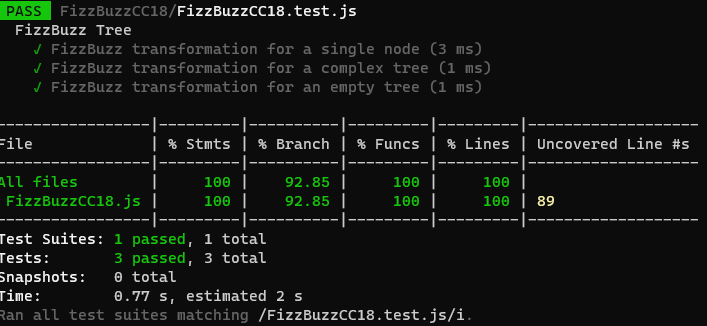 PASS FizzBuzzCC18/FizzBuzzCC18.test.js
  FizzBuzz Tree
    √ FizzBuzz transformation for a single node (3 ms)
    √ FizzBuzz transformation for a complex tree (1 ms)
    √ FizzBuzz transformation for an empty tree (1 ms)
-----------------|---------|----------|---------|---------|-------------------
File             | % Stmts | % Branch | % Funcs | % Lines | Uncovered Line #s
-----------------|---------|----------|---------|---------|-------------------
All files        |     100 |    92.85 |     100 |     100 |
 FizzBuzzCC18.js |     100 |    92.85 |     100 |     100 | 89
-----------------|---------|----------|---------|---------|-------------------
Test Suites: 1 passed, 1 total
Tests:       3 passed, 3 total
Snapshots:   0 total
Time:        0.77 s, estimated 2 s
Ran all test suites matching /FizzBuzzCC18.test.js/i.